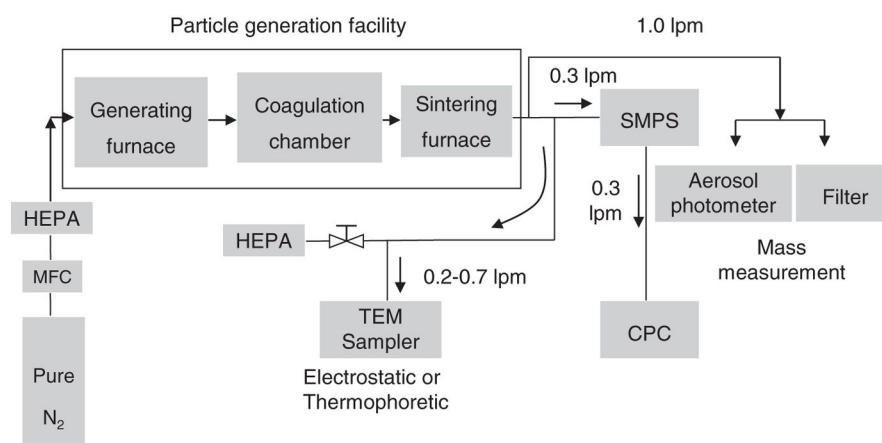 Particle generation facility
1.0 lpm
Generating
furnace
Coagulation
chamber
Sintering
furnace
0.3 lpm
SMPS
HEPA
MFC
Pure
N₂
HEPA
0.2-0.7 lpm
TEM
Sampler
Electrostatic or
Thermophoretic
0.3
lpm
CPC
Aerosol
photometer
Filter
Mass
measurement